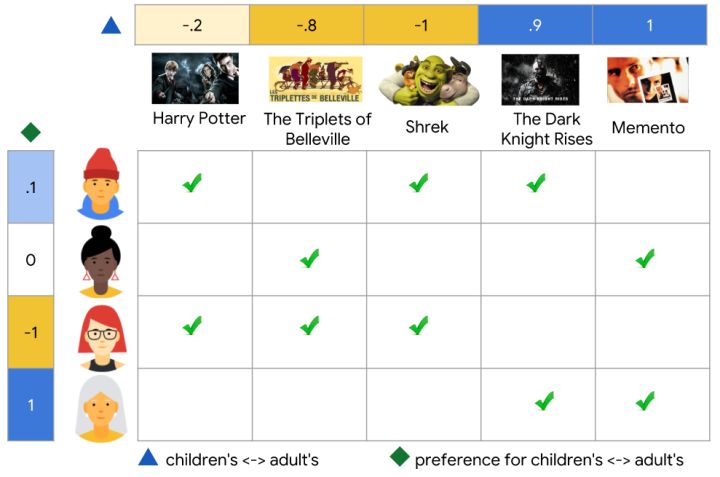 -.2 -.8 -1 .9 1
LES
TRIPLETTES DE BELLEVILLE
THE DARK KNIGHT RISES
Harry Potter
The Triplets of
Belleville
Shrek
The Dark
Knight Rises
Memento
.1
0
-1
1
children's <-> adult's
preference for children's <-> adult's